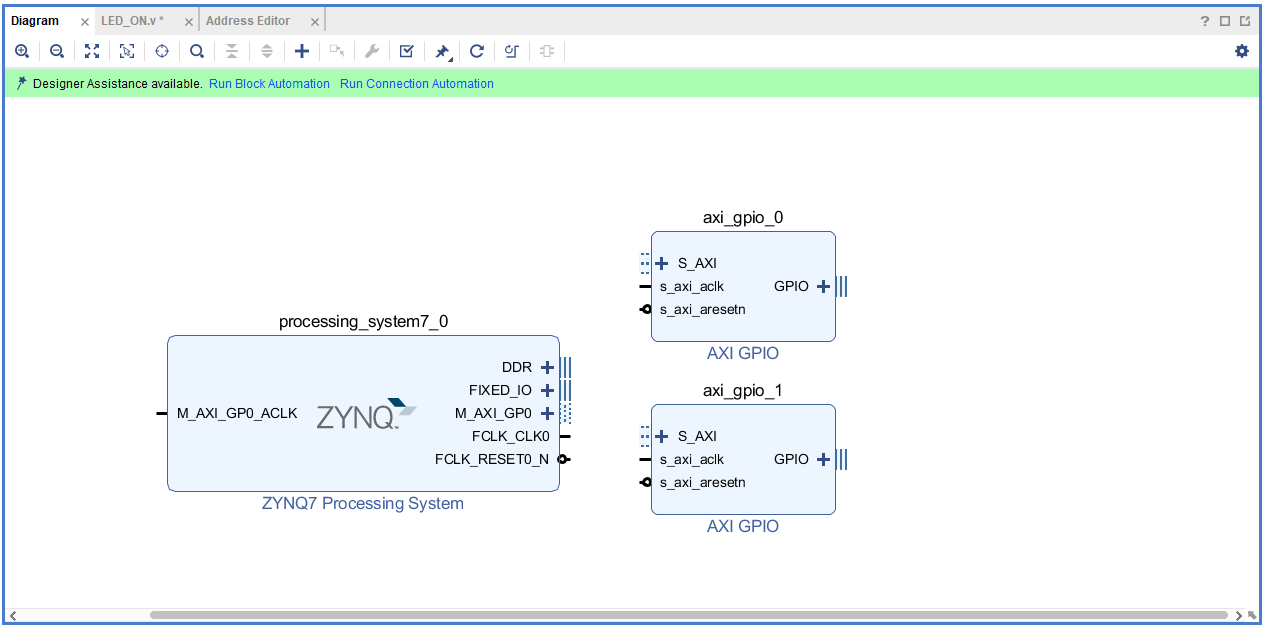 Diagram LED_ON.v * Address Editor
Designer Assistance available. Run Block Automation Run Connection Automation
axi_gpio_0
S_AXI
s_axi_aclk GPIO
s_axi_aresetn
AXI GPIO
processing_system7_0
DDR
FIXED_IO
M_AXI_GP0_ACLK ZYNQ M_AXI_GP0
FCLK_CLK0
FCLK_RESET0_N
ZYNQ7 Processing System
axi_gpio_1
S_AXI
s_axi_aclk GPIO
s_axi_aresetn
AXI GPIO